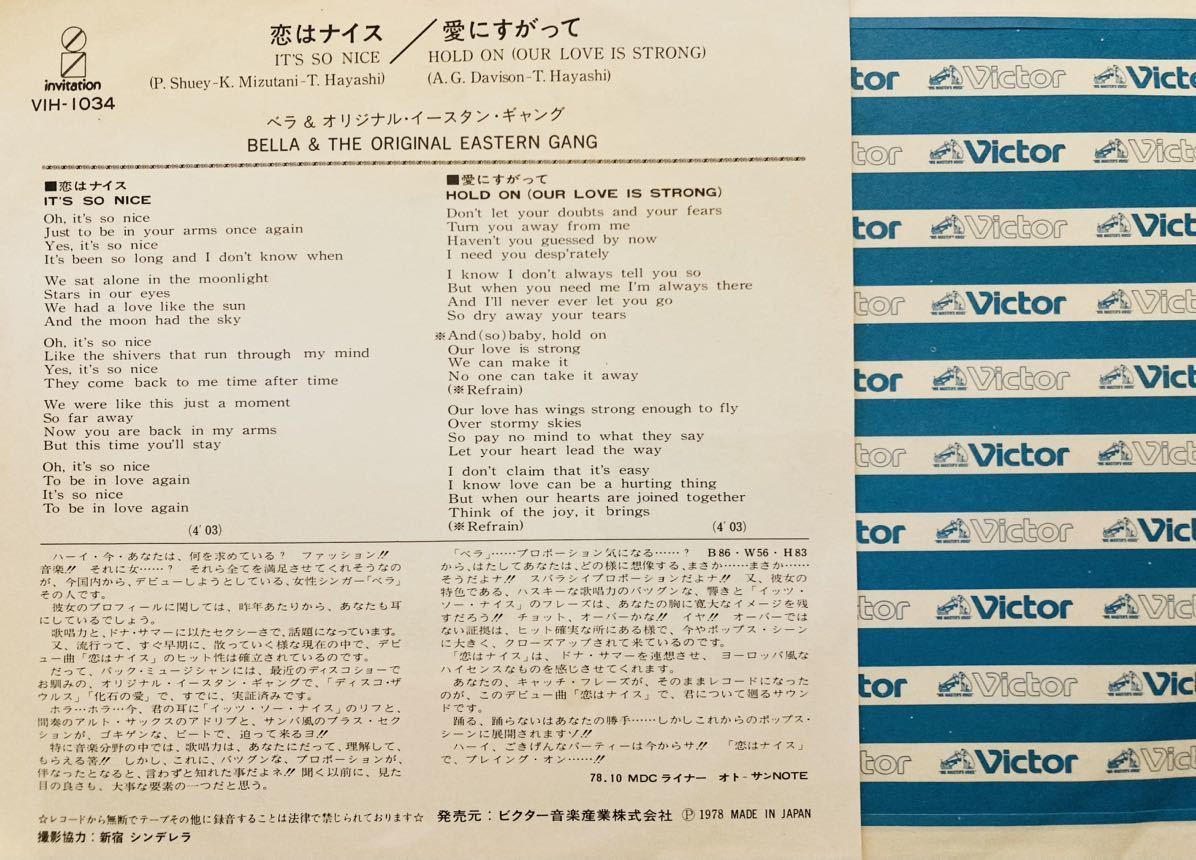 invitation
VIH-1034
恋はナイス／愛にすがって
IT'S SO NICE
HOLD ON (OUR LOVE IS STRONG)
(P. Shuey-K. Mizutani-T. Hayashi)
(A. G. Davison-T. Hayashi)
ベラ & オリジナル・イースタン・ギャング
BELLA & THE ORIGINAL EASTERN GANG
■恋はナイス
IT'S SO NICE
Oh, it's so nice
Just to be in your arms once again
Yes, it's so nice
It's been so long and I don't know when
We sat alone in the moonlight
Stars in our eyes
We had a love like the sun
And the moon had the sky
Oh, it's so nice
Like the shivers that run through my mind
Yes, it's so nice
They come back to me time after time
We were like this just a moment
So far away
Now you are back in my arms
But this time you'll stay
Oh, it's so nice
To be in love again
It's so nice
To be in love again
(4' 03)
■愛にすがって
HOLD ON (OUR LOVE IS STRONG)
Don't let your doubts and your fears
Turn you away from me
Haven't you guessed by now
I need you desp'rately
I know I don't always tell you so
But when you need me I'm always there
And I'll never ever let you go
So dry away your tears
※And (so) baby, hold on
Our love is strong
We can make it
No one can take it away
(※Refrain)
Our love has wings strong enough to fly
Over stormy skies
So pay no mind to what they say
Let your heart lead the way
I don't claim that it's easy
I know love can be a hurting thing
But when our hearts are joined together
Think of the joy, it brings
(※Refrain)
(4' 03)
ハーイ・今・あなたは、何を求めている？ ファッション!!
音楽!! それに女……？ それら全てを満足させてくれそうなの
が、今国内から、デビューしようとしている、女性シンガー「ベラ」
その人です。
彼女のプロフィールに関しては、昨年あたりから、あなたも耳
にしているでしょう。
歌唱力と、ドナ・サマーに以たセクシーさで、話題になっています。
又、流行って、すぐ早期に、散っていく様な現在の中で、デビ
ュー曲「恋はナイス」のヒット性は確立されているのです。
だって、バック・ミュージシャンには、最近のディスコショーで
お馴みの、オリジナル・イースタン・ギャングで、「ディスコ・ザ
ウルス」「化石の愛」で、すでに、実証済みです。
ホラ…ホラ…今、君の耳に「イッツ・ソー・ナイス」のリフと、
間奏のアルト・サックスのアドリブと、サンバ風のブラス・セク
ションが、ゴキゲンな、ビートで、迫って来るヨ!!
特に音楽分野の中では、歌唱力は、あなたにだって、理解して、
もらえる筈!! しかし、これに、バツグンな、プロポーションが、
伴なったとなると、言わずと知れた事だよネ!! 聞く以前に、見た
目の良さも、大事な要素の一つだと思う。
「ベラ」……プロポーション気になる……？ B86・W56・H83
から、はたしてあなたは、どの様に想像する、まさか……まさか……
そうだよナ!! スバラシイプロポーションだよナ!! 又、彼女の
特色である、ハスキーな歌唱力のバツグンな、響きと「イッツ・
ソー・ナイス」のフレーズは、あなたの胸に寛大なイメージを残
すだろう!! チョット、オーバーかな!! イヤ!! オーバーでは
ない証拠は、ヒット確実な所にある様で、今やポップス・シーン
に大きく、クローズアップされて来ているのです。
「恋はナイス」は、ドナ・サマーを連想させ、ヨーロッパ風な
ハイセンスなものを感じさせてくれます。
あなたの、キャッチ・フレーズが、そのままレコードになった
のが、このデビュー曲「恋はナイス」で、君について廻るサウン
ドです。
踊る、踊らないはあなたの勝手……しかしこれからのポップス・
シーンに展開されますゾ!!
ハーイ、ごきげんなパーティーは今からサ!! 「恋はナイス」
で、プレイング・オン……!!
78.10 MDCライナー オト-サンNOTE
☆レコードから無断でテープその他に録音することは法律で禁じられております☆
発売元：ビクター音楽産業株式会社 Ⓟ 1978 MADE IN JAPAN
撮影協力：新宿 シンデレラ
ctor Victor Victor
tor Victor Vict
tor Victor Victor
tor Victor Vict
tor Victor Vict
tor Victor Vict
tor Victor Victor
tor Victor Vict
tor Victor Vic
tor Victor Vict